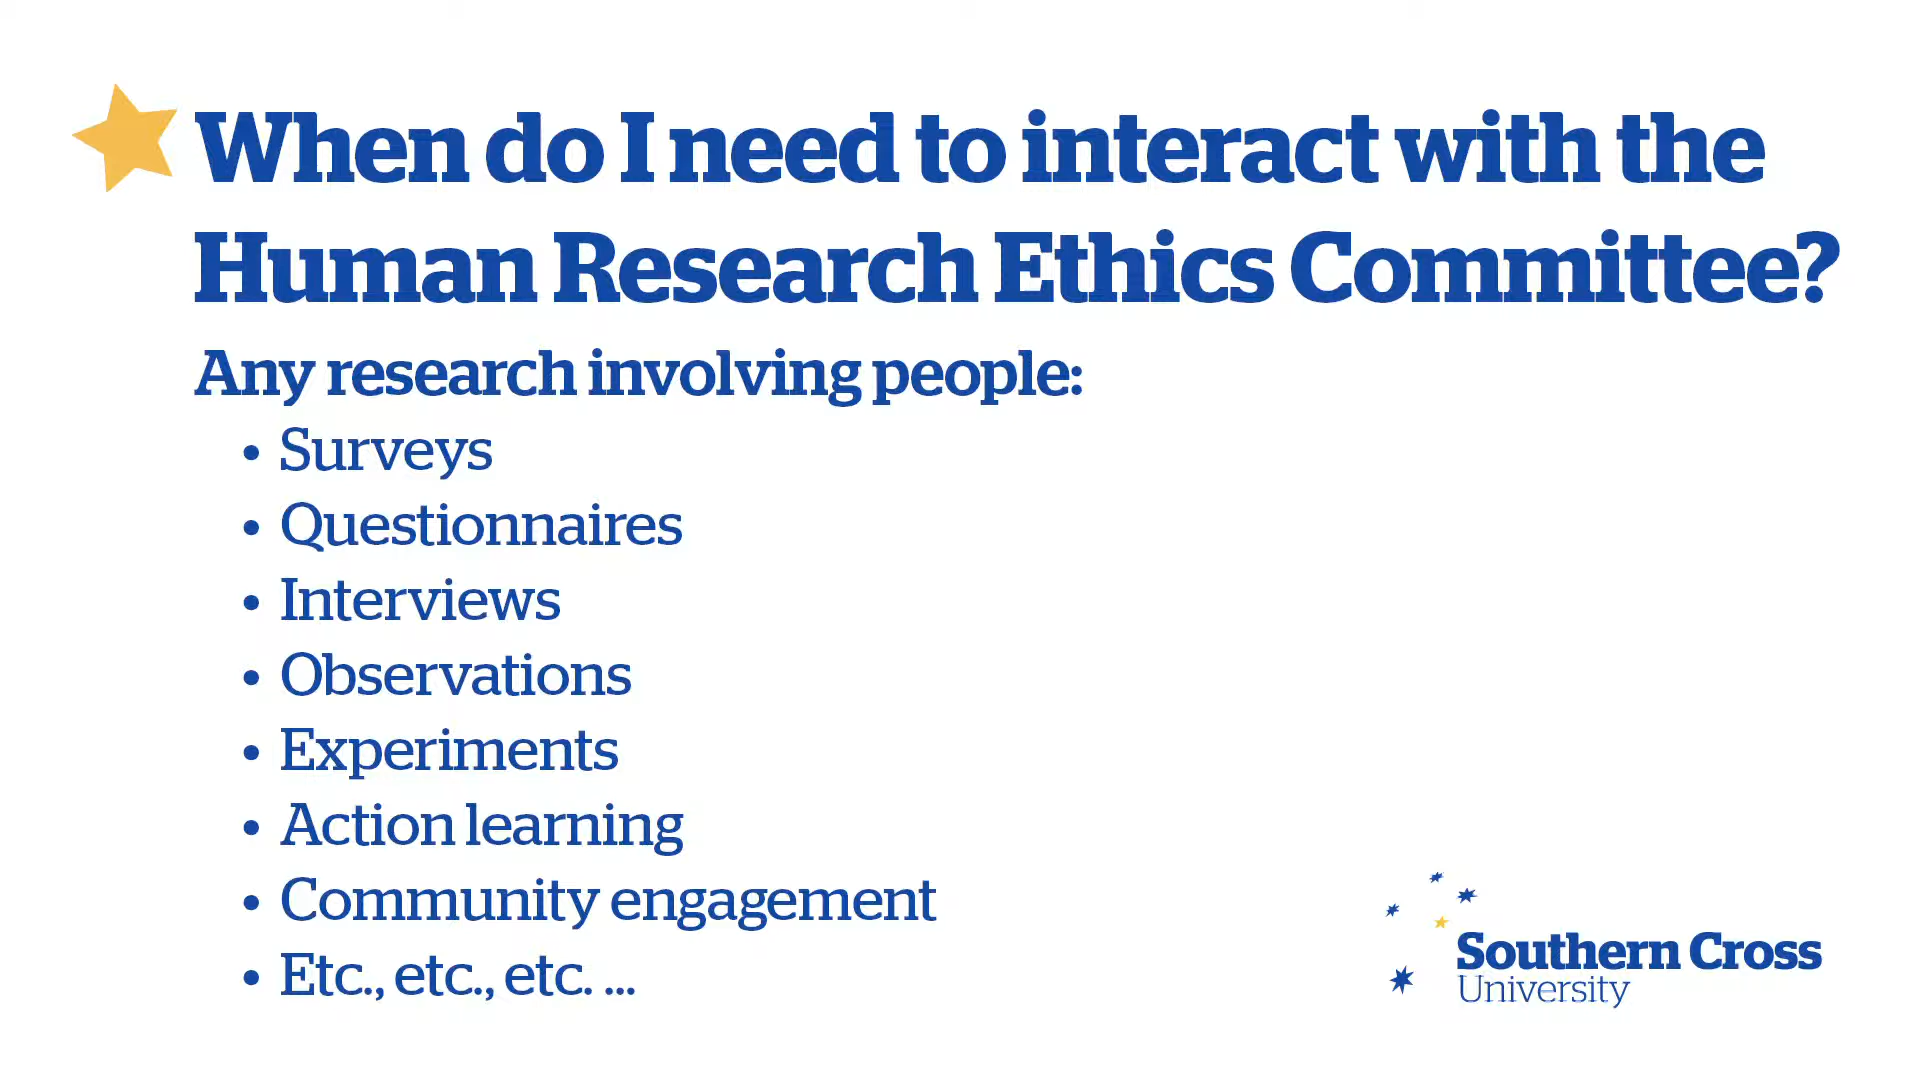 When do I need to interact with the
Human Research Ethics Committee?
Any research involving people:
• Surveys
• Questionnaires
• Interviews
• Observations
• Experiments
• Action learning
• Community engagement
• Etc., etc., etc. ...
Southern Cross
University